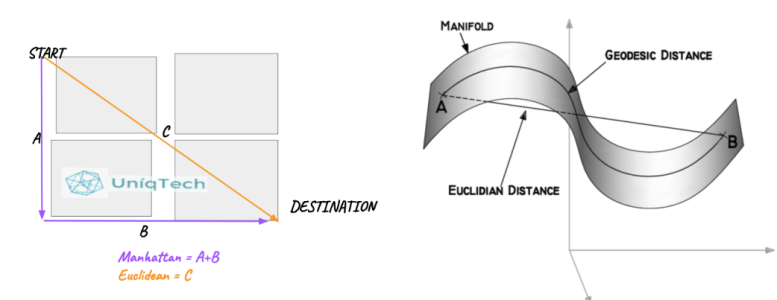 START
A
C
UniqTech
DESTINATION
B
Manhattan = A+B
Euclidean = C
MANIFOLD
GEODESIC DISTANCE
A
B
EUCLIDIAN DISTANCE